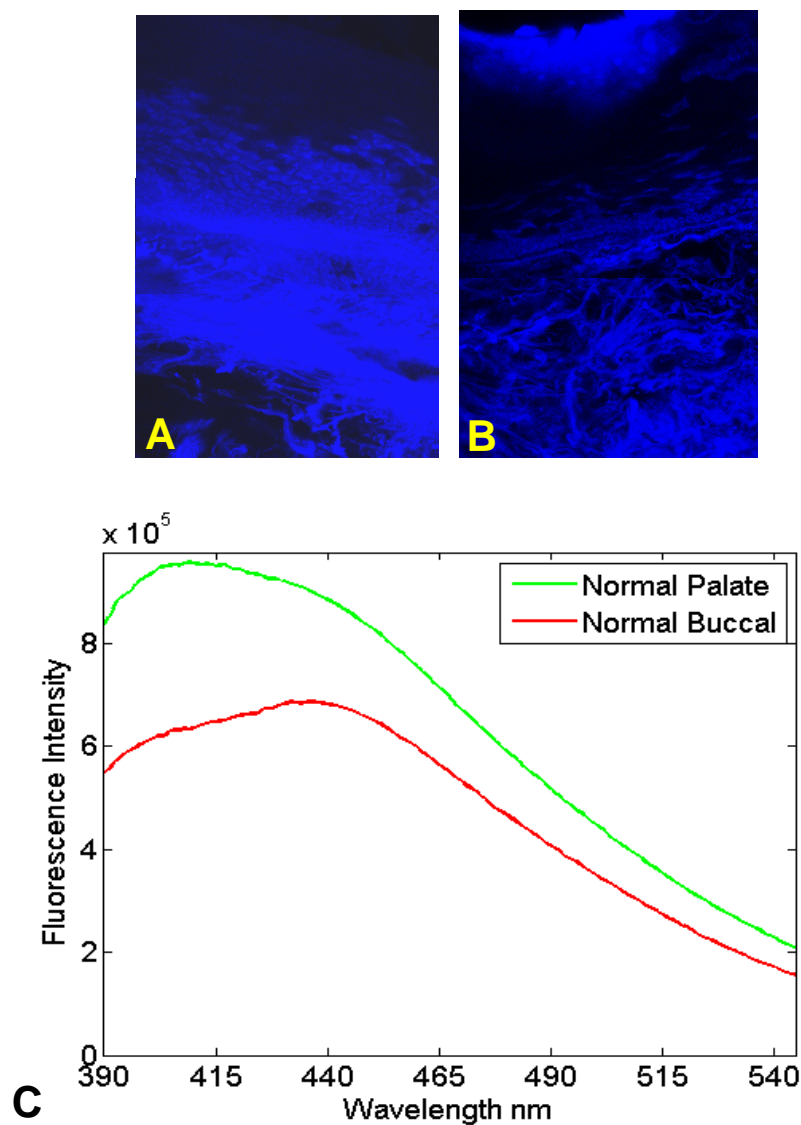 A
B
x 10^5
Normal Palate
Normal Buccal
8
6
4
2
0
Fluorescence Intensity
390 415 440 465 490 515 540
Wavelength nm
C